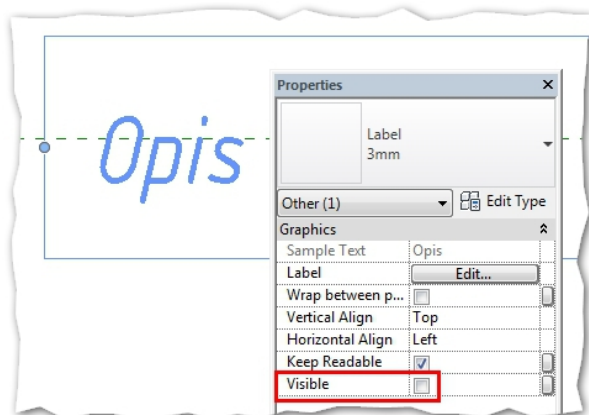 Opis
Properties
Label
3mm
Other (1)
Edit Type
Graphics
Sample Text Opis
Label Edit...
Wrap between p...
Vertical Align Top
Horizontal Align Left
Keep Readable
Visible